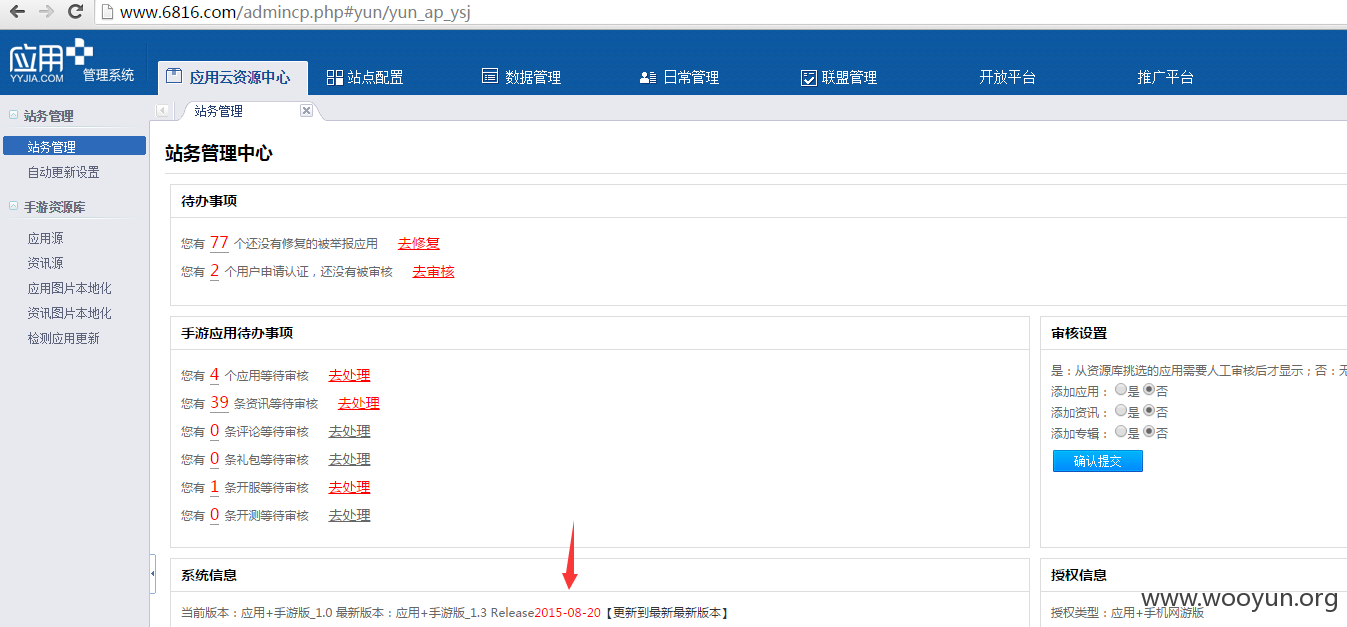 www.6816.com/admincp.php#yun/yun_ap_ysj
应用
YYJIA.COM 管理系统
应用云资源中心 站点配置 数据管理 日常管理 联盟管理 开放平台 推广平台
站务管理
站务管理
站务管理
自动更新设置
手游资源库
应用源
资讯源
应用图片本地化
资讯图片本地化
检测应用更新
站务管理中心
待办事项
您有 77 个还没有修复的被举报应用 去修复
您有 2 个用户申请认证，还没有被审核 去审核
手游应用待办事项
您有 4 个应用等待审核 去处理
您有 39 条资讯等待审核 去处理
您有 0 条评论等待审核 去处理
您有 0 条礼包等待审核 去处理
您有 1 条开服等待审核 去处理
您有 0 条开测等待审核 去处理
审核设置
是：从资源库挑选的应用需要人工审核后才显示；否：无
添加应用： 是 否
添加资讯： 是 否
添加专辑： 是 否
确认提交
系统信息
当前版本：应用+手游版_1.0 最新版本：应用+手游版_1.3 Release2015-08-20【更新到最新最新版本】
授权信息
授权类型：应用+手机网游版
www.wooyun.org